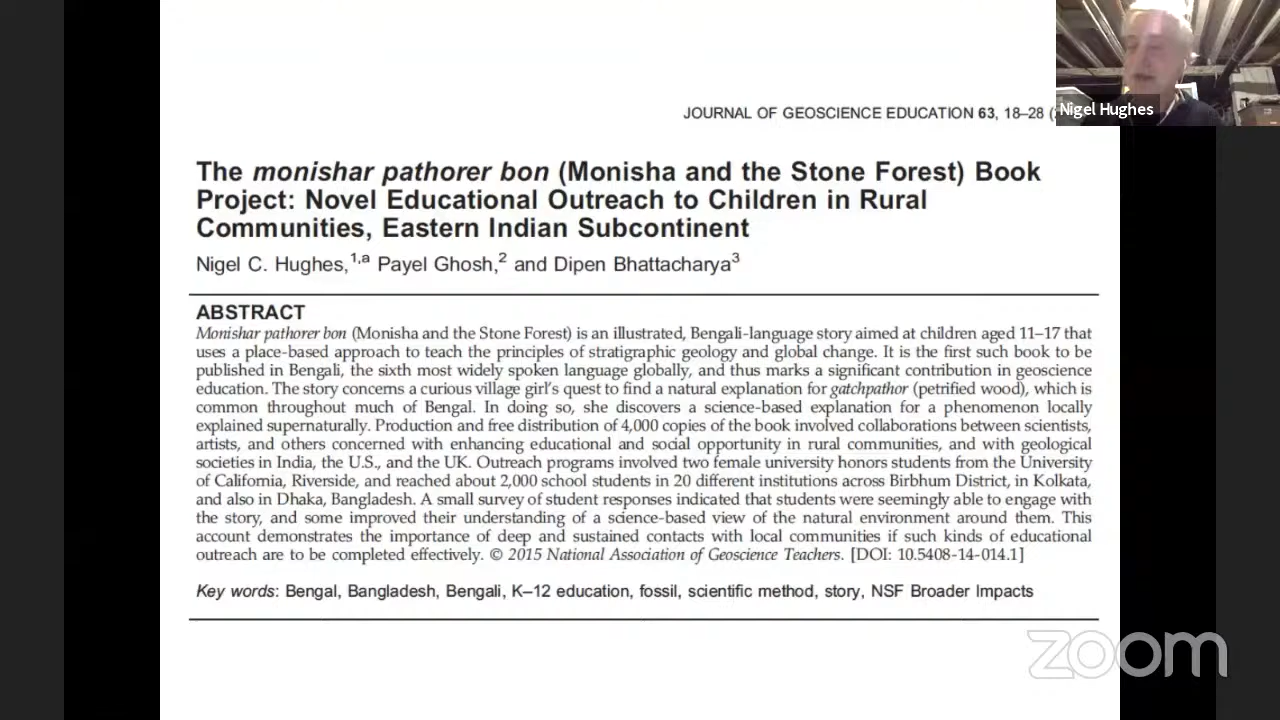 JOURNAL OF GEOSCIENCE EDUCATION 63, 18–28 (
Nigel Hughes
The monishar pathorer bon (Monisha and the Stone Forest) Book
Project: Novel Educational Outreach to Children in Rural
Communities, Eastern Indian Subcontinent
Nigel C. Hughes,1,a Payel Ghosh,2 and Dipen Bhattacharya3
ABSTRACT
Monishar pathorer bon (Monisha and the Stone Forest) is an illustrated, Bengali-language story aimed at children aged 11–17 that
uses a place-based approach to teach the principles of stratigraphic geology and global change. It is the first such book to be
published in Bengali, the sixth most widely spoken language globally, and thus marks a significant contribution in geoscience
education. The story concerns a curious village girl's quest to find a natural explanation for gatchpathor (petrified wood), which is
common throughout much of Bengal. In doing so, she discovers a science-based explanation for a phenomenon locally
explained supernaturally. Production and free distribution of 4,000 copies of the book involved collaborations between scientists,
artists, and others concerned with enhancing educational and social opportunity in rural communities, and with geological
societies in India, the U.S., and the UK. Outreach programs involved two female university honors students from the University
of California, Riverside, and reached about 2,000 school students in 20 different institutions across Birbhum District, in Kolkata,
and also in Dhaka, Bangladesh. A small survey of student responses indicated that students were seemingly able to engage with
the story, and some improved their understanding of a science-based view of the natural environment around them. This
account demonstrates the importance of deep and sustained contacts with local communities if such kinds of educational
outreach are to be completed effectively. © 2015 National Association of Geoscience Teachers. [DOI: 10.5408-14-014.1]
Key words: Bengal, Bangladesh, Bengali, K–12 education, fossil, scientific method, story, NSF Broader Impacts
zoom